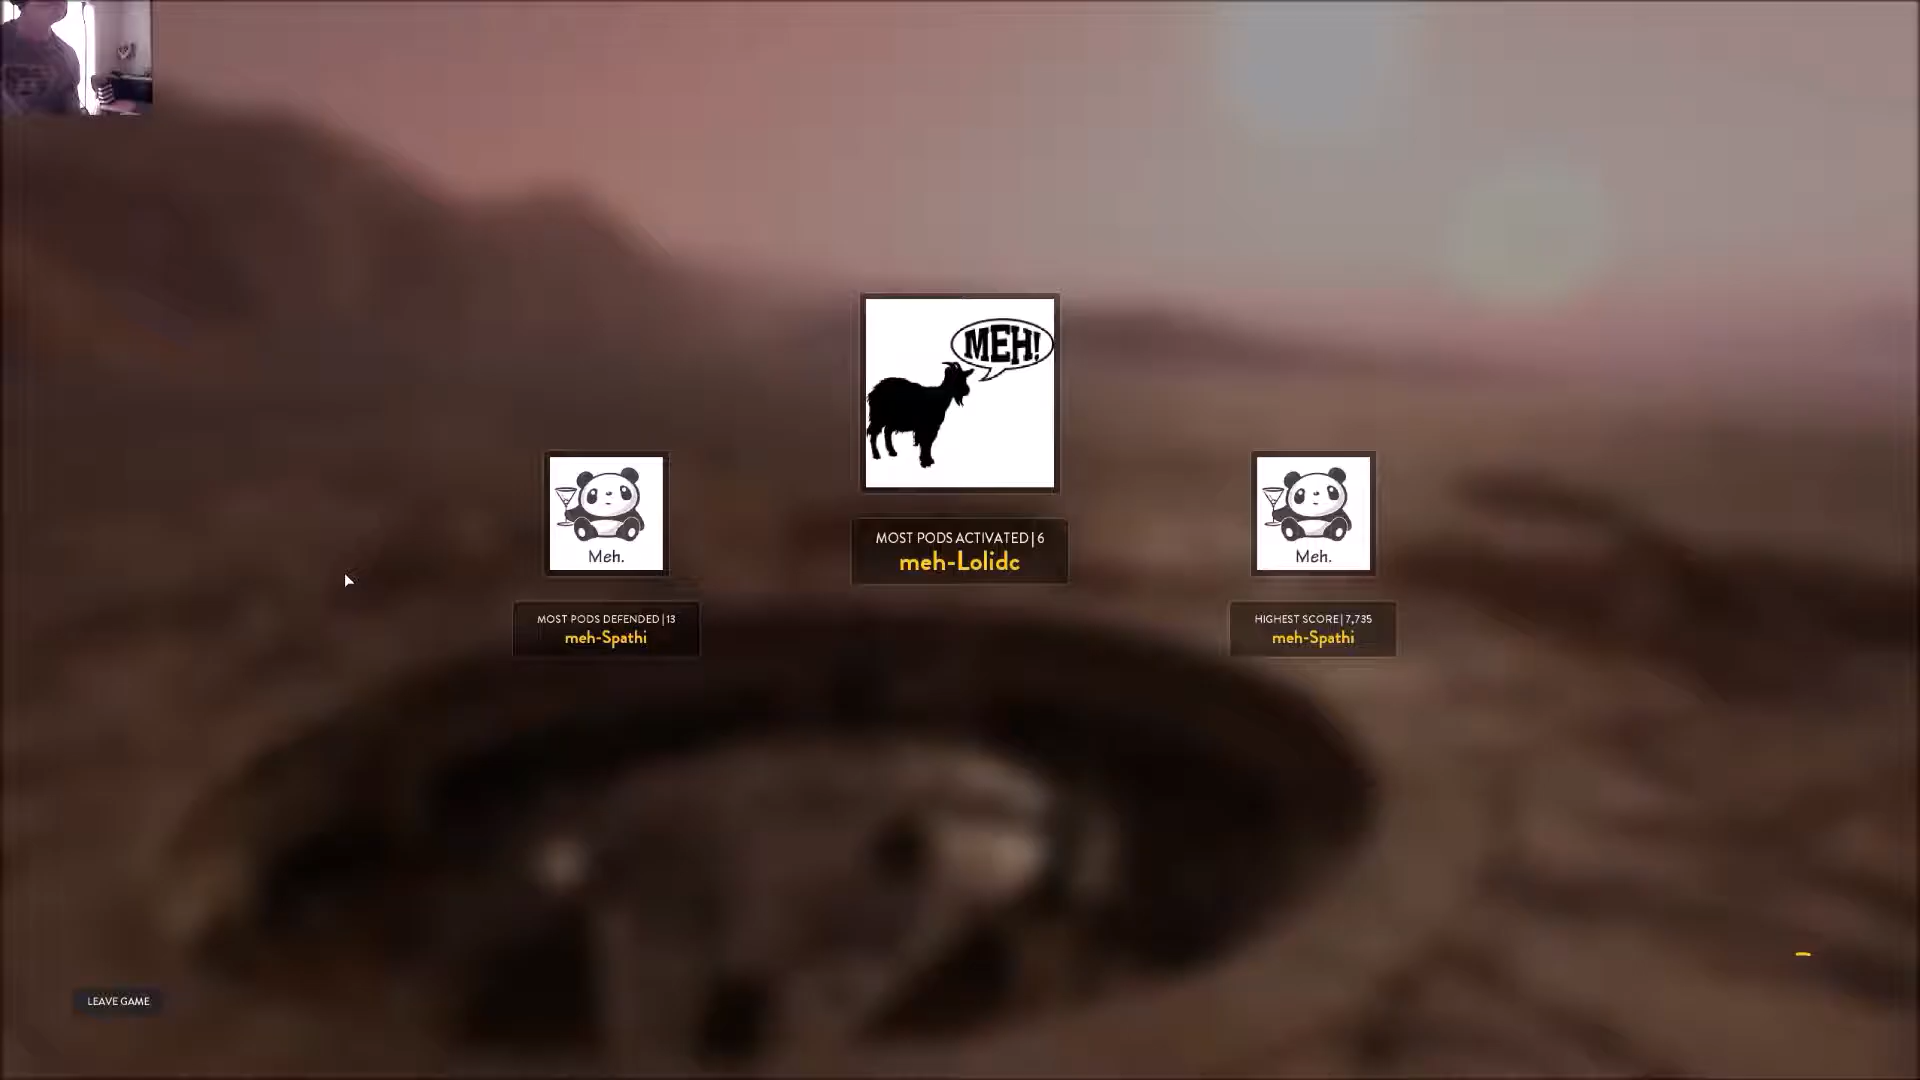 MEH!
MOST PODS ACTIVATED | 6
meh-Lolidc
Meh.
MOST PODS DEFENDED | 13
meh-Spathi
Meh.
HIGHEST SCORE | 7,735
meh-Spathi
LEAVE GAME